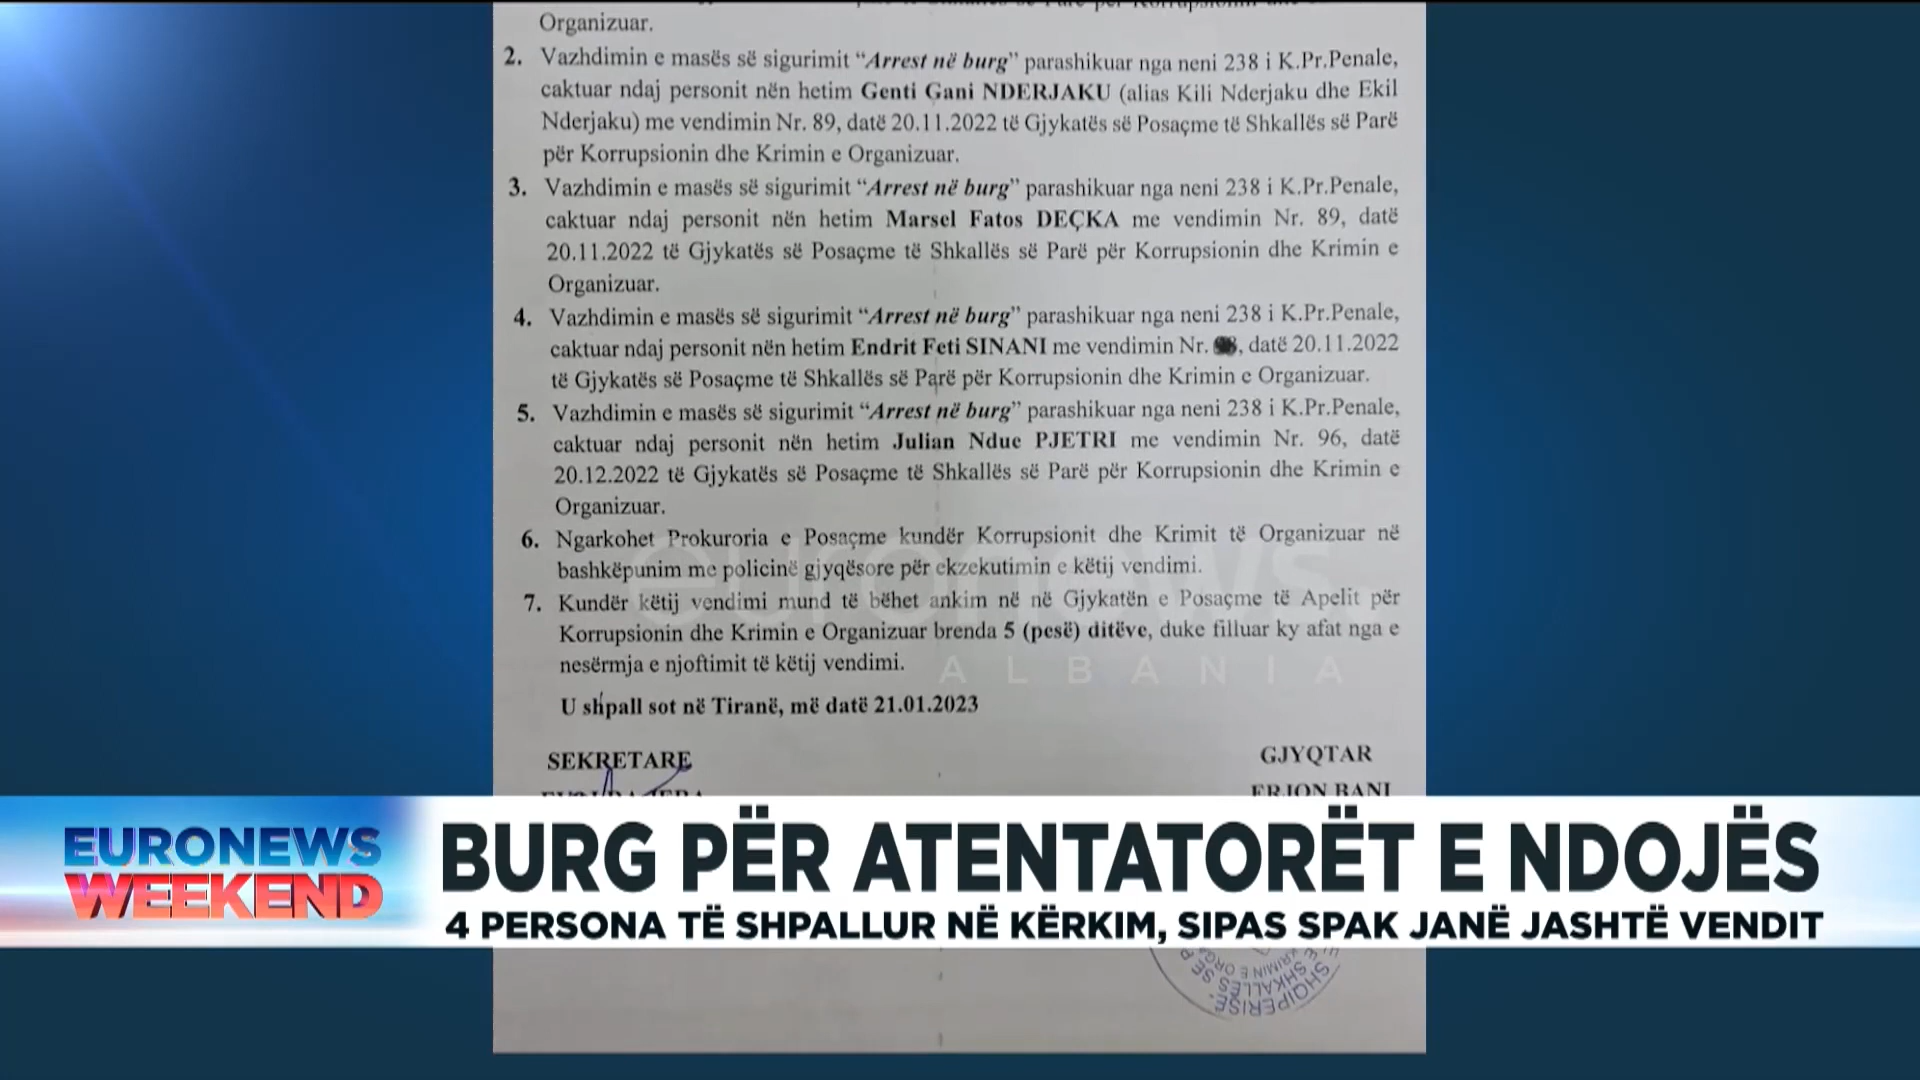 Organizuar.
2. Vazhdimin e masës së sigurimit “Arrest në burg” parashikuar nga neni 238 i K.Pr.Penale,
caktuar ndaj personit nën hetim Genti Gani NDERJAKU (alias Kili Nderjaku dhe Ekil
Nderjaku) me vendimin Nr. 89, datë 20.11.2022 të Gjykatës së Posaçme të Shkallës së Parë
për Korrupsionin dhe Krimin e Organizuar.
3. Vazhdimin e masës së sigurimit “Arrest në burg” parashikuar nga neni 238 i K.Pr.Penale,
caktuar ndaj personit nën hetim Marsel Fatos DEÇKA me vendimin Nr. 89, datë
20.11.2022 të Gjykatës së Posaçme të Shkallës së Parë për Korrupsionin dhe Krimin e
Organizuar.
4. Vazhdimin e masës së sigurimit “Arrest në burg” parashikuar nga neni 238 i K.Pr.Penale,
caktuar ndaj personit nën hetim Endrit Feti SINANI me vendimin Nr. , datë 20.11.2022
të Gjykatës së Posaçme të Shkallës së Parë për Korrupsionin dhe Krimin e Organizuar.
5. Vazhdimin e masës së sigurimit “Arrest në burg” parashikuar nga neni 238 i K.Pr.Penale,
caktuar ndaj personit nën hetim Julian Ndue PJETRI me vendimin Nr. 96, datë
20.12.2022 të Gjykatës së Posaçme të Shkallës së Parë për Korrupsionin dhe Krimin e
Organizuar.
6. Ngarkohet Prokuroria e Posaçme kundër Korrupsionit dhe Krimit të Organizuar në
bashkëpunim me policinë gjyqësore për ekzekutimin e këtij vendimi.
7. Kundër këtij vendimi mund të bëhet ankim në në Gjykatën e Posaçme të Apelit për
Korrupsionin dhe Krimin e Organizuar brenda 5 (pesë) ditëve, duke filluar ky afat nga e
nesërmja e njoftimit të këtij vendimi.
euronews
ALBANIA
U shpall sot në Tiranë, më datë 21.01.2023
SEKRETARE
GJYQTAR
ERJON BANI
EURONEWS
WEEKEND
BURG PËR ATENTATORËT E NDOJËS
4 PERSONA TË SHPALLUR NË KËRKIM, SIPAS SPAK JANË JASHTË VENDIT